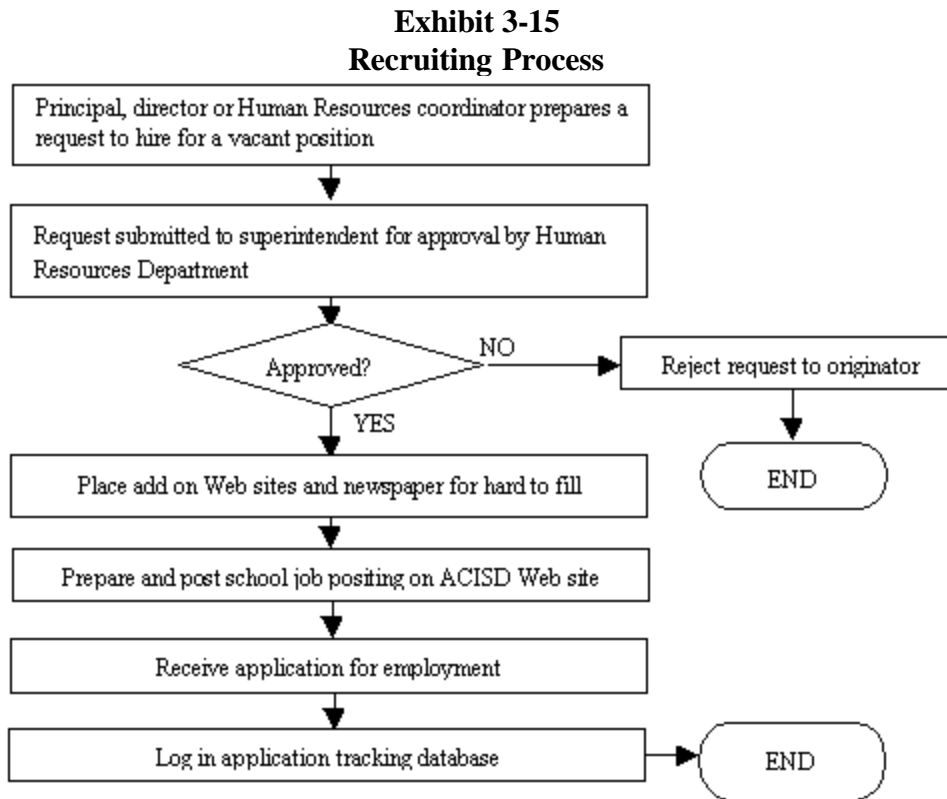 Exhibit 3-15
Recruiting Process
Principal, director or Human Resources coordinator prepares a
request to hire for a vacant position
Request submitted to superintendent for approval by Human
Resources Department
Approved?
NO
Reject request to originator
END
YES
Place add on Web sites and newspaper for hard to fill
Prepare and post school job positing on ACISD Web site
Receive application for employment
Log in application tracking database
END